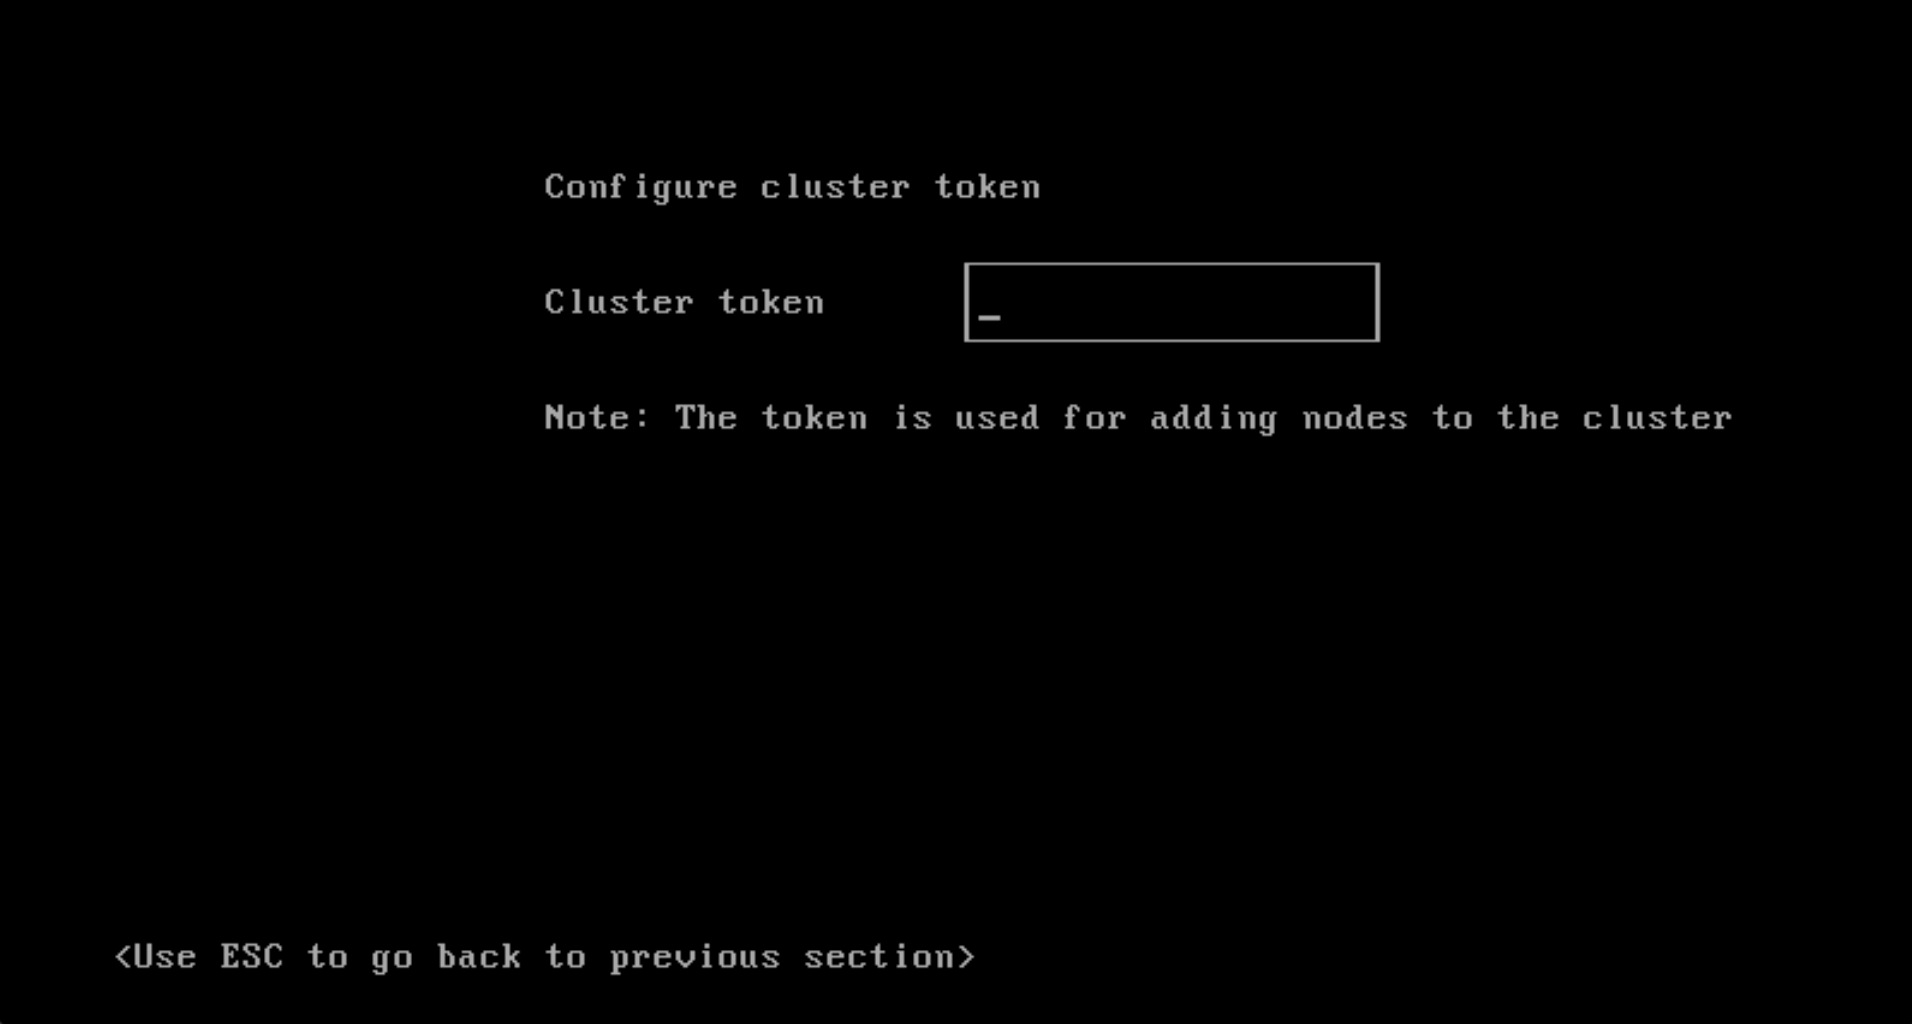 Configure cluster token
Cluster token
Note: The token is used for adding nodes to the cluster
<Use ESC to go back to previous section>